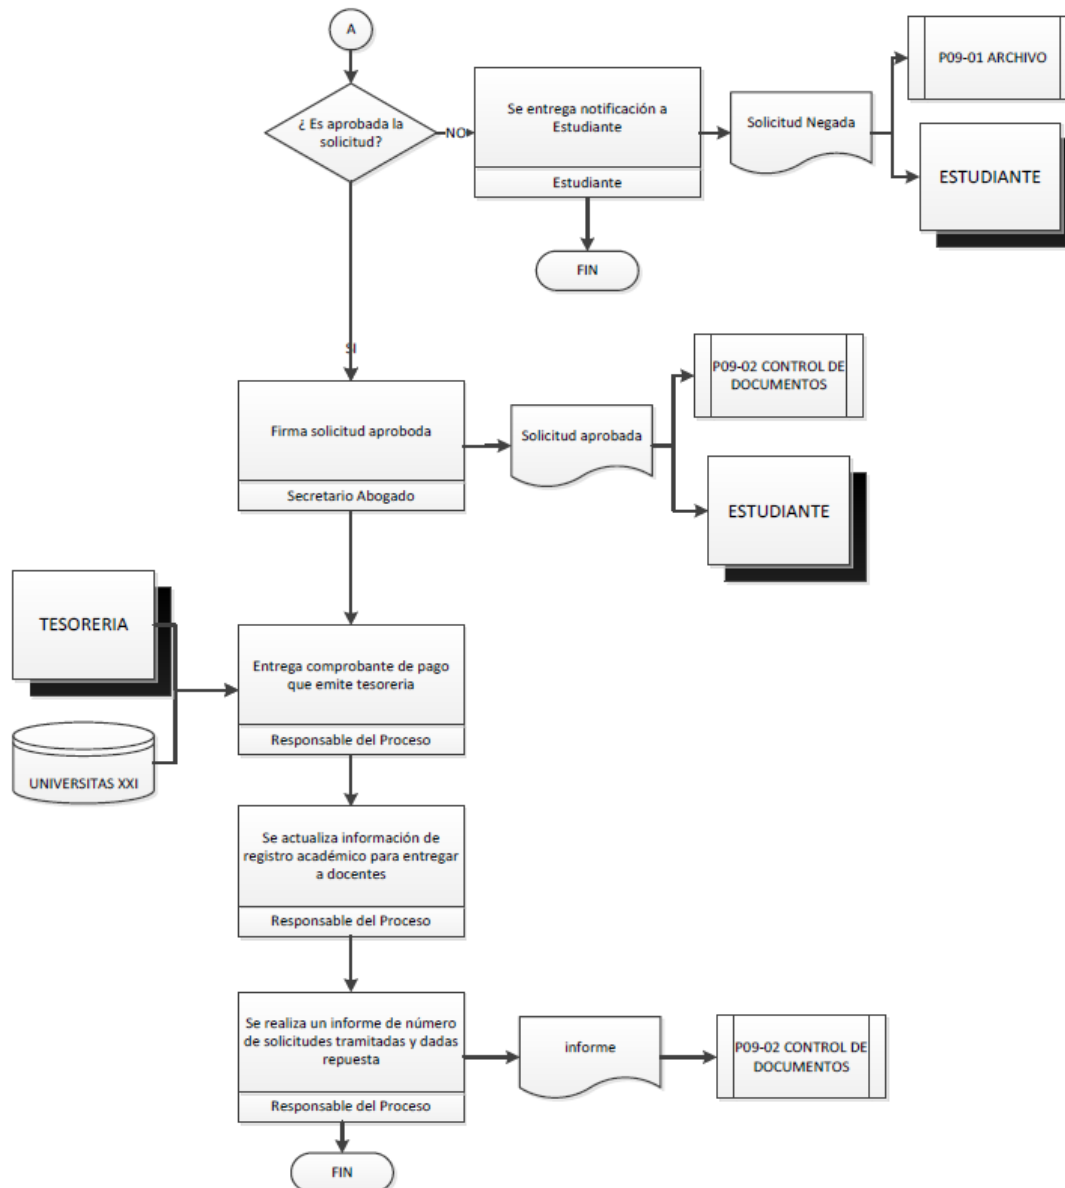 A
¿ Es aprobada la
solicitud?
NO
Se entrega notificación a
Estudiante
Estudiante
Solicitud Negada
P09-01 ARCHIVO
ESTUDIANTE
FIN
SI
Firma solicitud aproboda
Secretario Abogado
Solicitud aprobada
P09-02 CONTROL DE
DOCUMENTOS
ESTUDIANTE
TESORERIA
UNIVERSITAS XXI
Entrega comprobante de pago
que emite tesoreria
Responsable del Proceso
Se actualiza información de
registro académico para entregar
a docentes
Responsable del Proceso
Se realiza un informe de número
de solicitudes tramitadas y dadas
repuesta
Responsable del Proceso
informe
P09-02 CONTROL DE
DOCUMENTOS
FIN